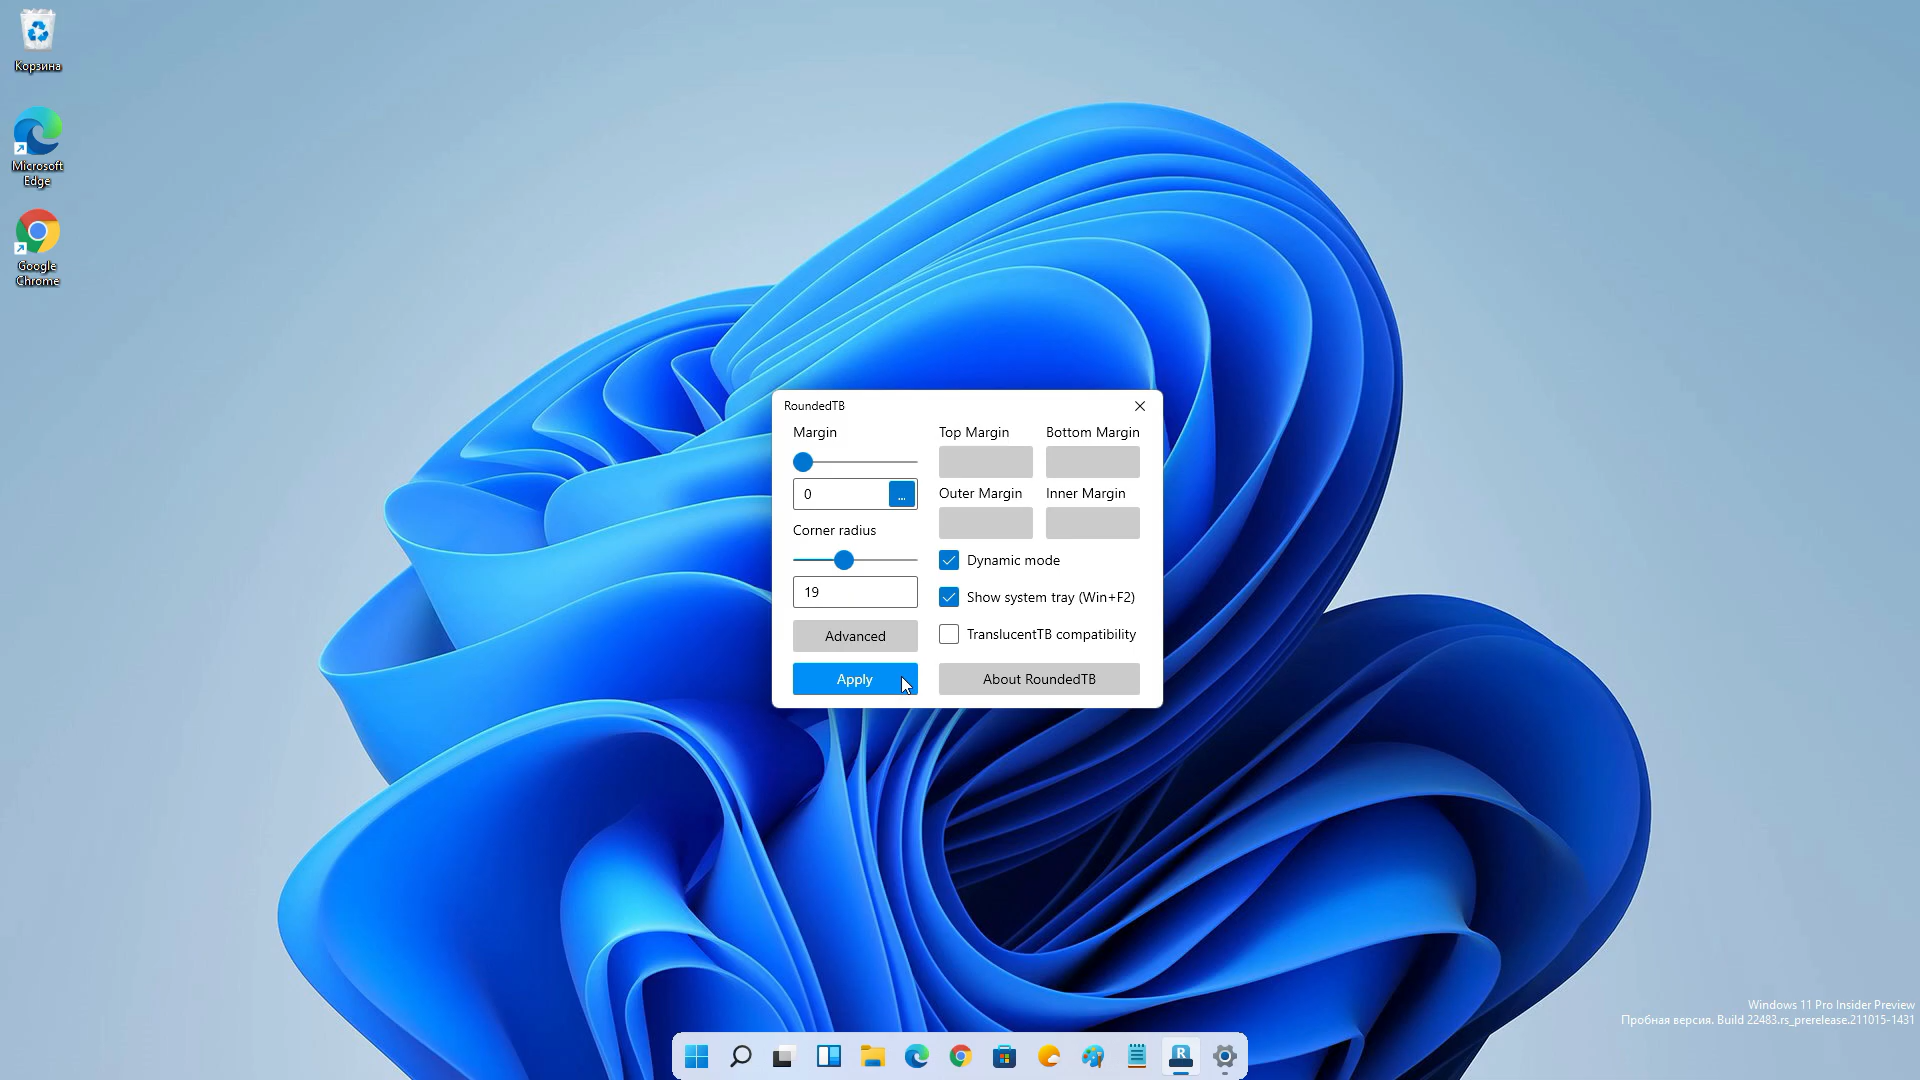 Корзина
Microsoft
Edge
Google
Chrome
RoundedTB
Margin
Top Margin
Bottom Margin
0
...
Outer Margin
Inner Margin
Corner radius
Dynamic mode
19
Show system tray (Win+F2)
Advanced
TranslucentTB compatibility
Apply
About RoundedTB
Windows 11 Pro Insider Preview
Пробная версия. Build 22483.rs_prerelease.211015-1431
R